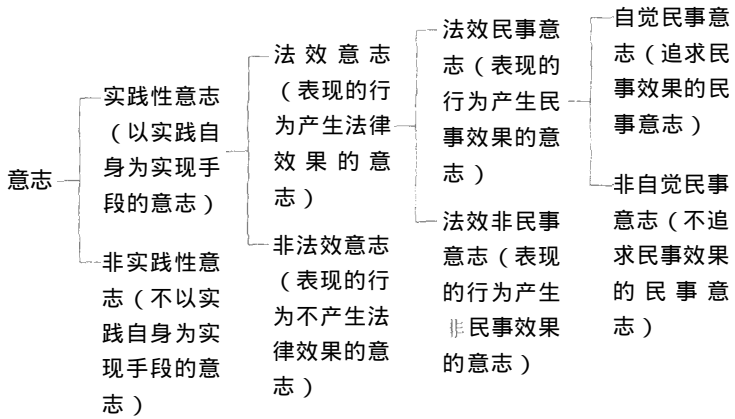 意志
实践性意志
（以实践自
身为实现手
段的意志）
非实践性意
志（不以实
践自身为实
现手段的意
志）
法效意志
（表现的行
为产生法律
效果的意
志）
非法效意志
（表现的行
为不产生法
律效果的意
志）
法效民事意
志（表现的
行为产生民
事效果的意
志）
法效非民事
意志（表现
的行为产生
非民事效果
的意志）
自觉民事意
志（追求民
事效果的民
事意志）
非自觉民事
意志（不追
求民事效果
的民事意
志）